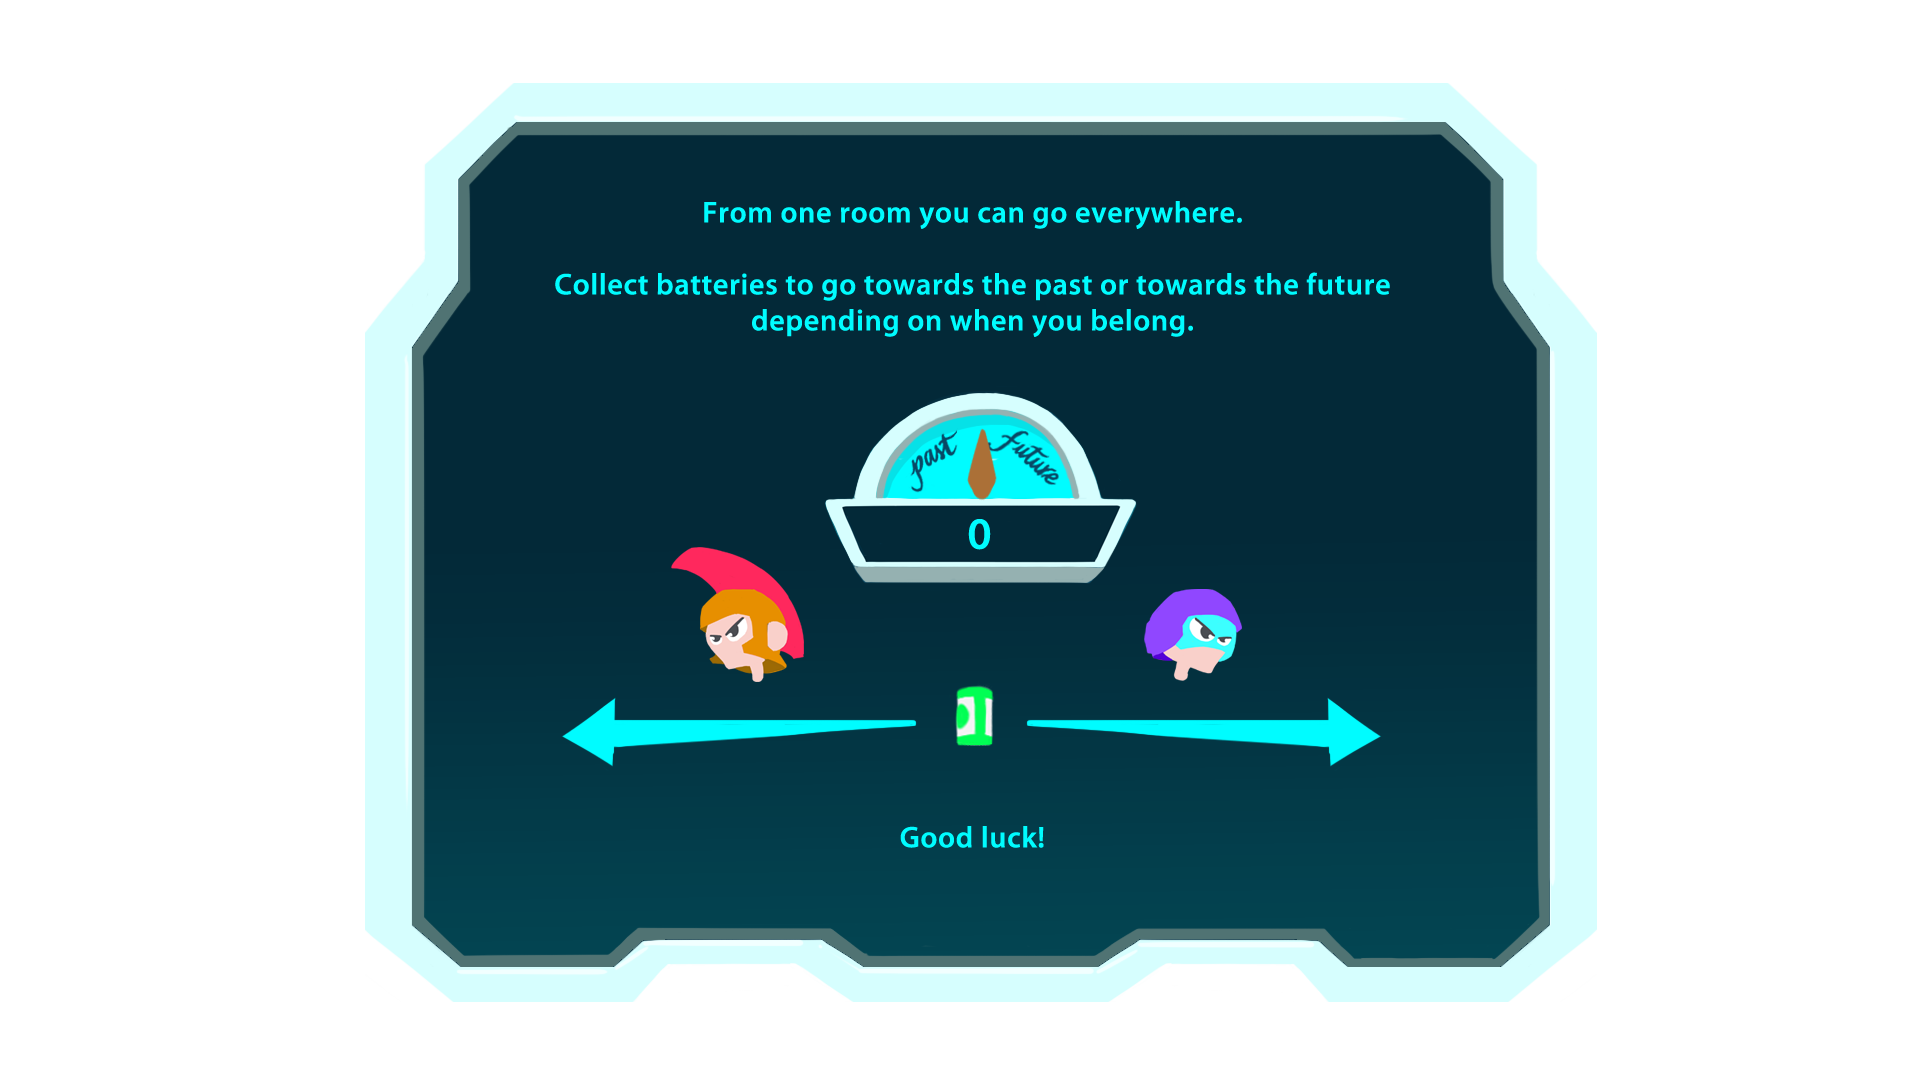 From one room you can go everywhere.
Collect batteries to go towards the past or towards the future
depending on when you belong.
past future
0
Good luck!